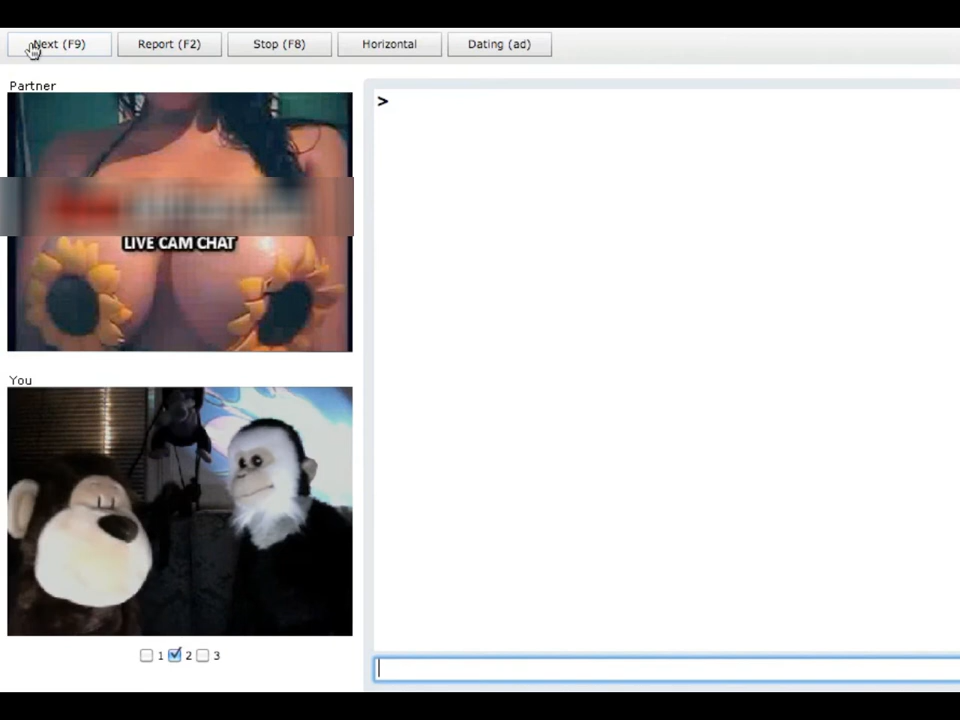 Next (F9) Report (F2) Stop (F8) Horizontal Dating (ad)
Partner
>
LIVE CAM CHAT
You
1 2 3